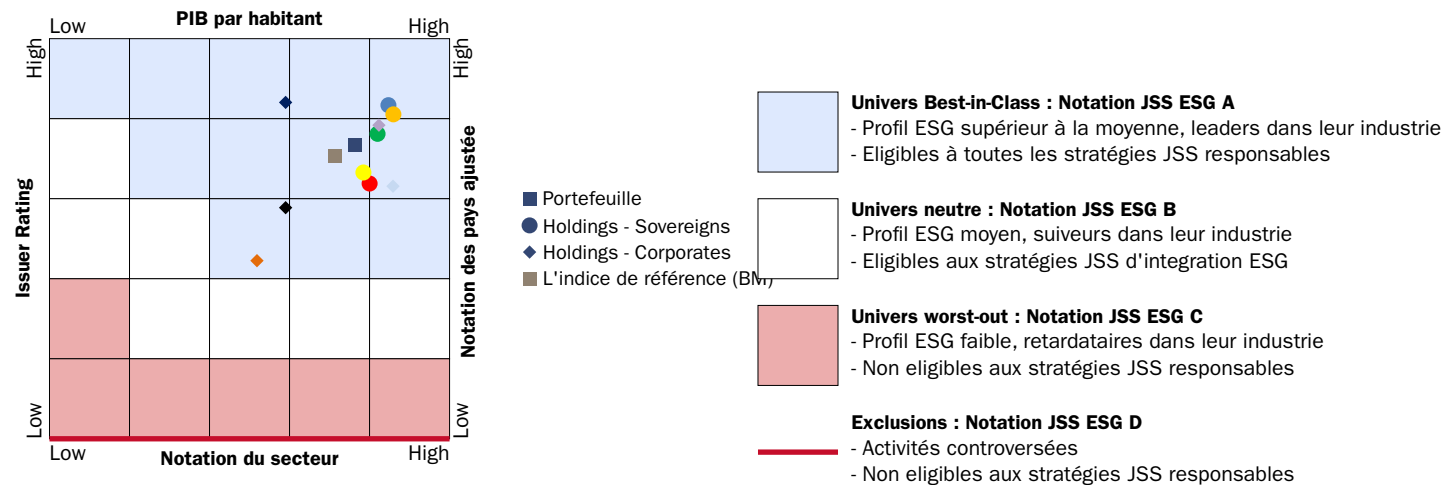 PIB par habitant
Low
High
High
High
Issuer Rating
Notation des pays ajustée
Low
Low
Low
High
Notation du secteur
Portefeuille
Holdings - Sovereigns
Holdings - Corporates
L'indice de référence (BM)
Univers Best-in-Class : Notation JSS ESG A
- Profil ESG supérieur à la moyenne, leaders dans leur industrie
- Eligibles à toutes les stratégies JSS responsables
Univers neutre : Notation JSS ESG B
- Profil ESG moyen, suiveurs dans leur industrie
- Eligibles aux stratégies JSS d'integration ESG
Univers worst-out : Notation JSS ESG C
- Profil ESG faible, retardataires dans leur industrie
- Non eligibles aux stratégies JSS responsables
Exclusions : Notation JSS ESG D
- Activités controversées
- Non eligibles aux stratégies JSS responsables